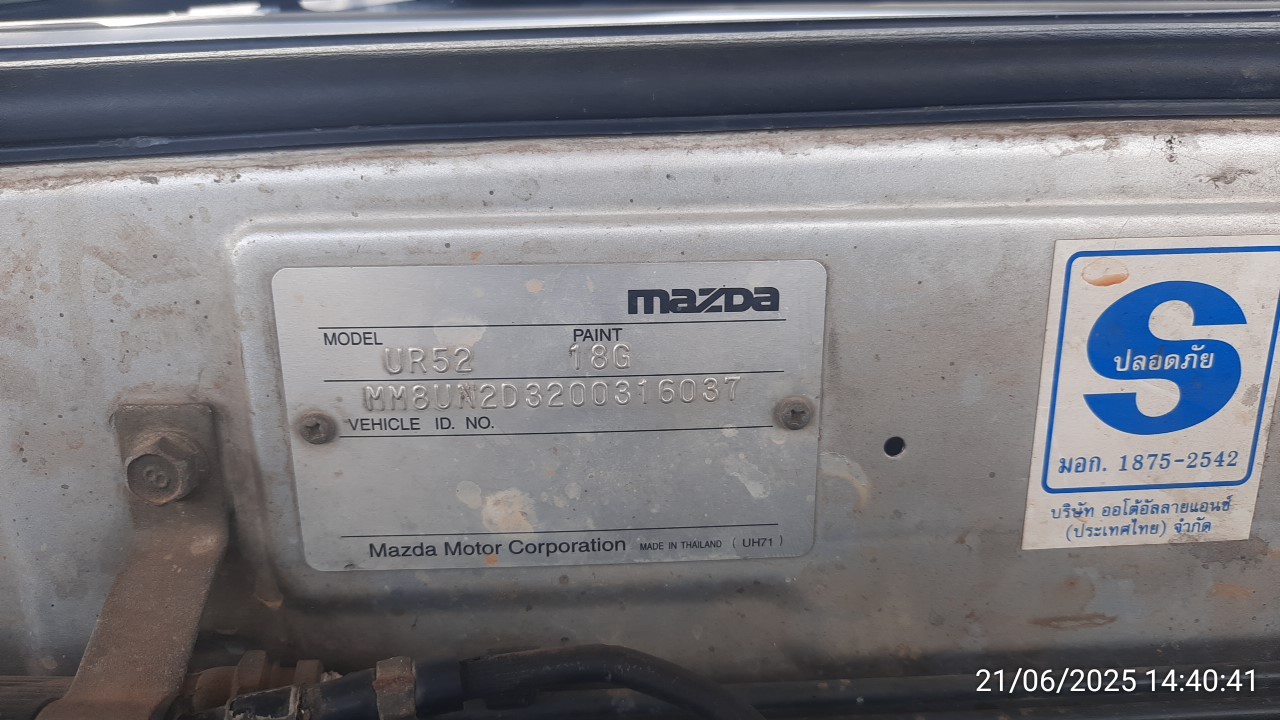 mazda
MODEL PAINT
UR52 18G
MM8UN2D3200316037
VEHICLE ID. NO.
Mazda Motor Corporation MADE IN THAILAND ( UH71 )
S
ปลอดภัย
มอก. 1875-2542
บริษัท ออโต้อัลลายแอนซ์
(ประเทศไทย) จำกัด
8
21/06/2025 14:40:41